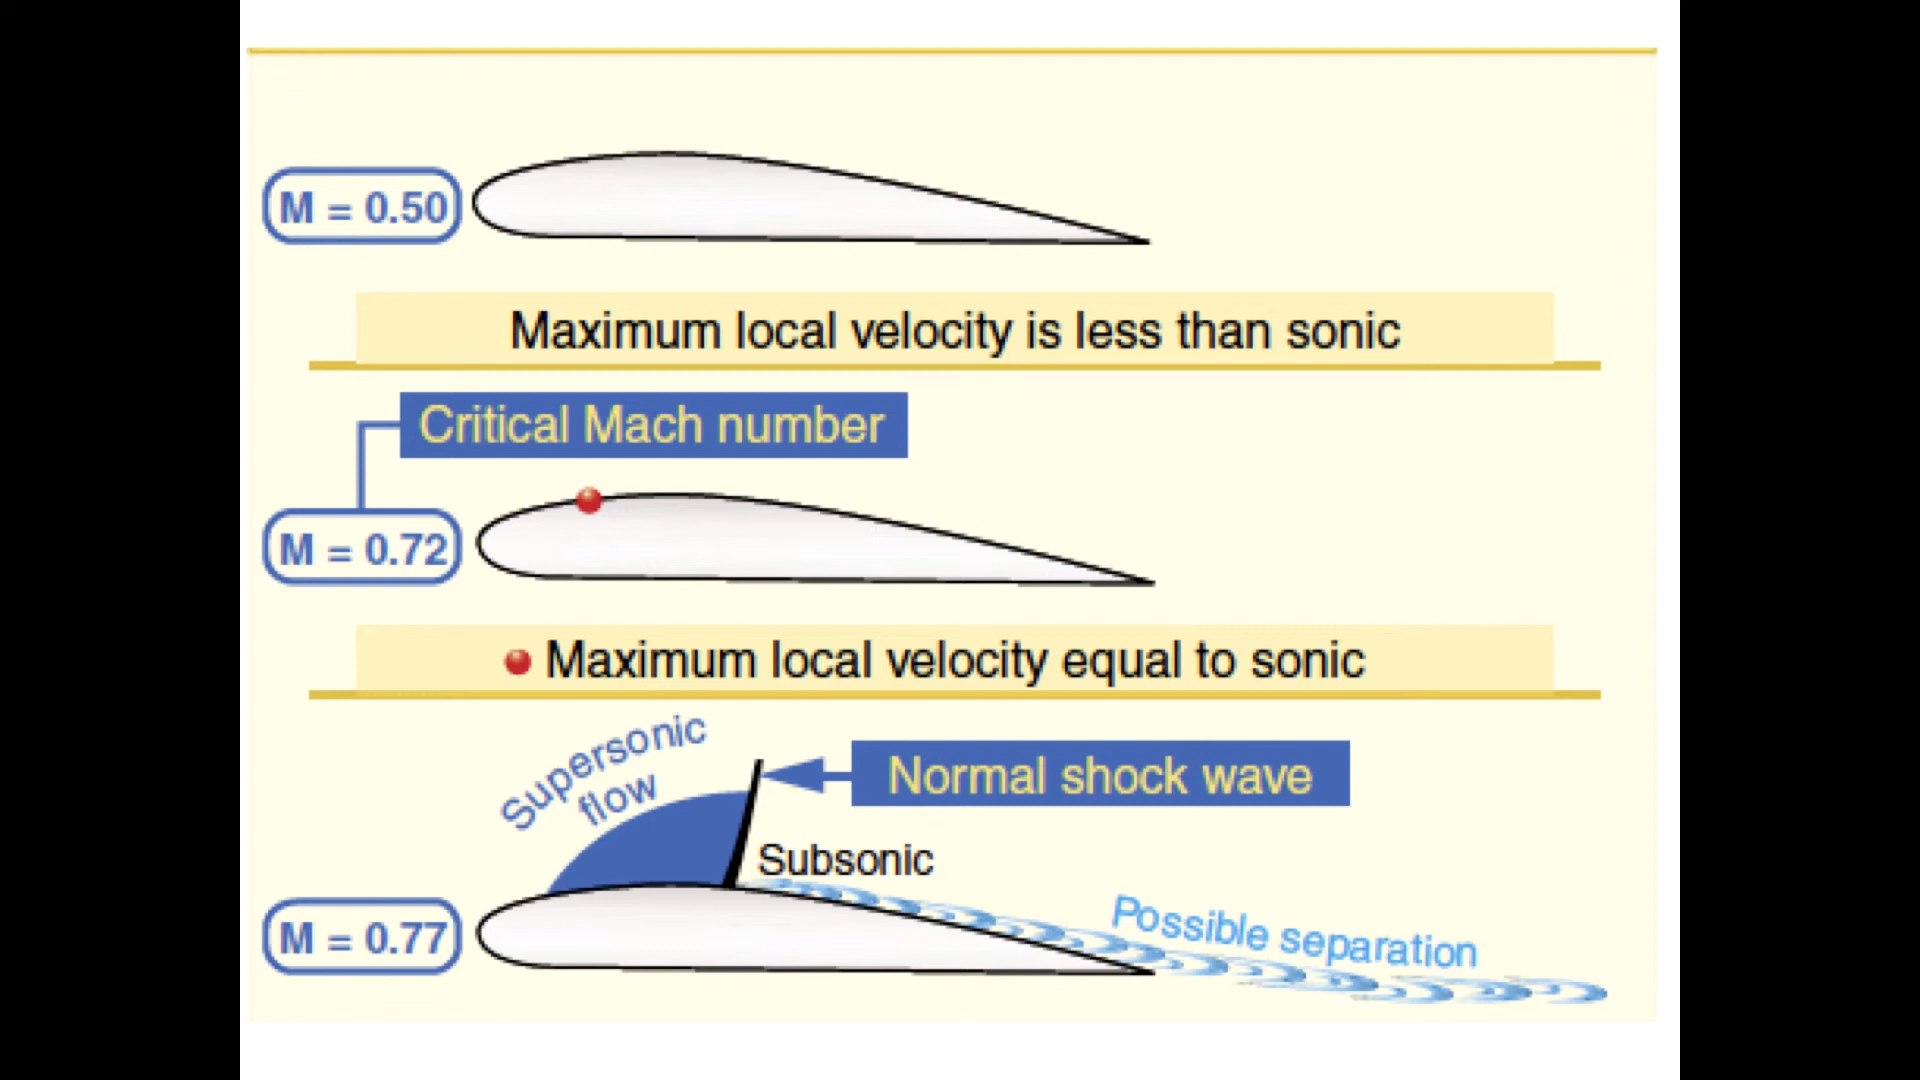 M = 0.50
Maximum local velocity is less than sonic
Critical Mach number
M = 0.72
Maximum local velocity equal to sonic
Supersonic
flow
Normal shock wave
Subsonic
Possible separation
M = 0.77